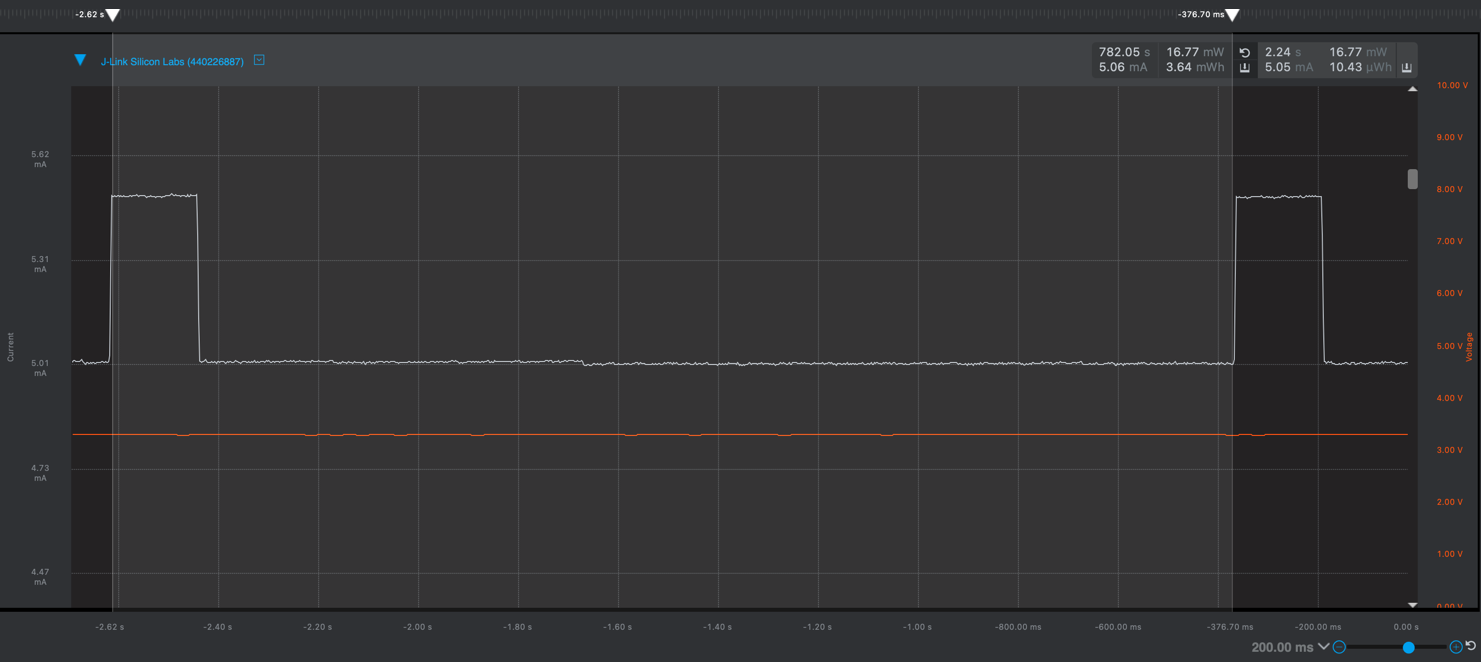 -2.62 s
-376.70 ms
J-Link Silicon Labs (440226887)
782.05 s 16.77 mW
5.06 mA 3.64 mWh
2.24 s 16.77 mW
5.05 mA 10.43 µWh
10.00 V
9.00 V
8.00 V
7.00 V
6.00 V
5.00 V
4.00 V
3.00 V
2.00 V
1.00 V
0.00 V
Voltage
5.62
mA
5.31
mA
5.01
mA
4.73
mA
4.47
mA
Current
-2.62 s -2.40 s -2.20 s -2.00 s -1.80 s -1.60 s -1.40 s -1.20 s -1.00 s -800.00 ms -600.00 ms -376.70 ms -200.00 ms 0.00 s
200.00 ms